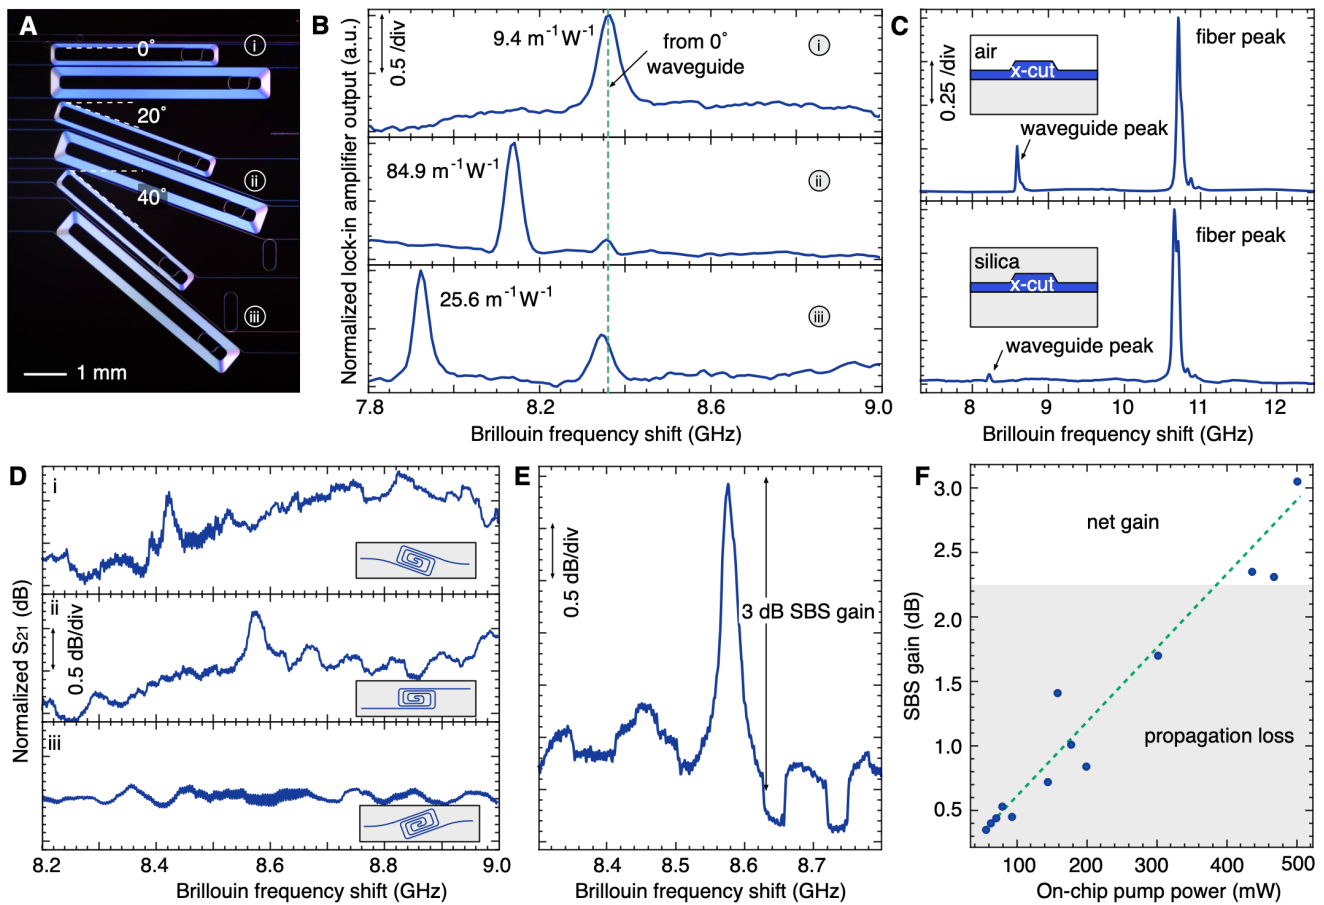 A
0°
i
20°
ii
40°
iii
1 mm
B
Normalized lock-in amplifier output (a.u.)
0.5 /div
9.4 m⁻¹W⁻¹
from 0°
waveguide
i
84.9 m⁻¹W⁻¹
ii
25.6 m⁻¹W⁻¹
iii
7.8 8.2 8.6 9.0
Brillouin frequency shift (GHz)
C
0.25 /div
air
x-cut
fiber peak
waveguide peak
silica
x-cut
fiber peak
waveguide peak
8 9 10 11 12
Brillouin frequency shift (GHz)
D
Normalized S₂₁ (dB)
i
ii
0.5 dB/div
iii
8.2 8.4 8.6 8.8 9.0
Brillouin frequency shift (GHz)
E
0.5 dB/div
3 dB SBS gain
8.4 8.5 8.6 8.7
Brillouin frequency shift (GHz)
F
SBS gain (dB)
3.0
2.5
2.0
1.5
1.0
0.5
net gain
propagation loss
100 200 300 400 500
On-chip pump power (mW)